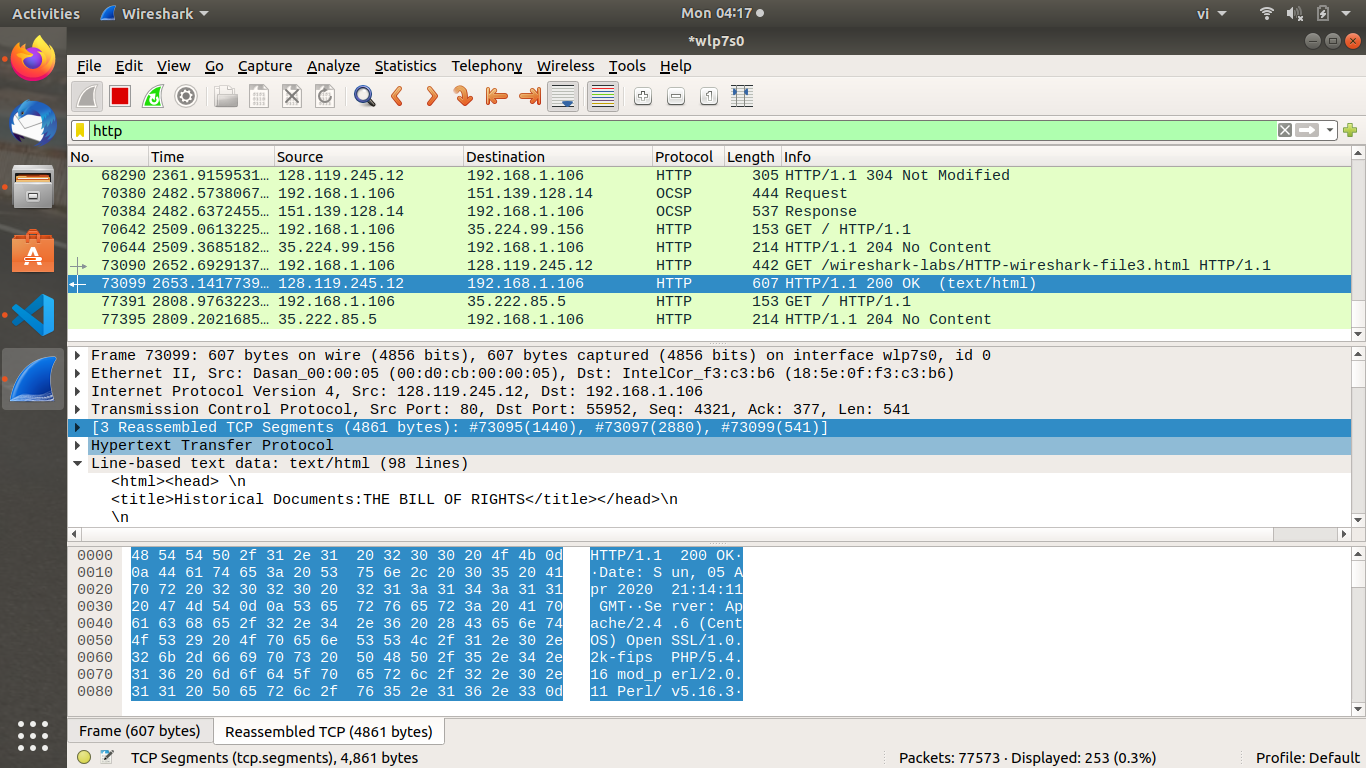 Activities Wireshark Mon 04:17 vi
*wlp7s0
File Edit View Go Capture Analyze Statistics Telephony Wireless Tools Help
http
No. Time Source Destination Protocol Length Info
68290 2361.9159531… 128.119.245.12 192.168.1.106 HTTP 305 HTTP/1.1 304 Not Modified
70380 2482.5738067… 192.168.1.106 151.139.128.14 OCSP 444 Request
70384 2482.6372455… 151.139.128.14 192.168.1.106 OCSP 537 Response
70642 2509.0613225… 192.168.1.106 35.224.99.156 HTTP 153 GET / HTTP/1.1
70644 2509.3685182… 35.224.99.156 192.168.1.106 HTTP 214 HTTP/1.1 204 No Content
73090 2652.6929137… 192.168.1.106 128.119.245.12 HTTP 442 GET /wireshark-labs/HTTP-wireshark-file3.html HTTP/1.1
73099 2653.1417739… 128.119.245.12 192.168.1.106 HTTP 607 HTTP/1.1 200 OK  (text/html)
77391 2808.9763223… 192.168.1.106 35.222.85.5 HTTP 153 GET / HTTP/1.1
77395 2809.2021685… 35.222.85.5 192.168.1.106 HTTP 214 HTTP/1.1 204 No Content
Frame 73099: 607 bytes on wire (4856 bits), 607 bytes captured (4856 bits) on interface wlp7s0, id 0
Ethernet II, Src: Dasan_00:00:05 (00:d0:cb:00:00:05), Dst: IntelCor_f3:c3:b6 (18:5e:0f:f3:c3:b6)
Internet Protocol Version 4, Src: 128.119.245.12, Dst: 192.168.1.106
Transmission Control Protocol, Src Port: 80, Dst Port: 55952, Seq: 4321, Ack: 377, Len: 541
[3 Reassembled TCP Segments (4861 bytes): #73095(1440), #73097(2880), #73099(541)]
Hypertext Transfer Protocol
Line-based text data: text/html (98 lines)
<html><head> \n
<title>Historical Documents:THE BILL OF RIGHTS</title></head>\n
\n
0000 48 54 54 50 2f 31 2e 31 20 32 30 30 20 4f 4b 0d HTTP/1.1 200 OK·
0010 0a 44 61 74 65 3a 20 53 75 6e 2c 20 30 35 20 41 ·Date: S un, 05 A
0020 70 72 20 32 30 32 30 20 32 31 3a 31 34 3a 31 31 pr 2020 21:14:11
0030 20 47 4d 54 0d 0a 53 65 72 76 65 72 3a 20 41 70 GMT··Se rver: Ap
0040 61 63 68 65 2f 32 2e 34 2e 36 20 28 43 65 6e 74 ache/2.4 .6 (Cent
0050 4f 53 29 20 4f 70 65 6e 53 53 4c 2f 31 2e 30 2e OS) Open SSL/1.0.
0060 32 6b 2d 66 69 70 73 20 50 48 50 2f 35 2e 34 2e 2k-fips PHP/5.4.
0070 31 36 20 6d 6f 64 5f 70 65 72 6c 2f 32 2e 30 2e 16 mod_p erl/2.0.
0080 31 31 20 50 65 72 6c 2f 76 35 2e 31 36 2e 33 0d 11 Perl/ v5.16.3·
Frame (607 bytes) Reassembled TCP (4861 bytes)
TCP Segments (tcp.segments), 4,861 bytes Packets: 77573 · Displayed: 253 (0.3%) Profile: Default